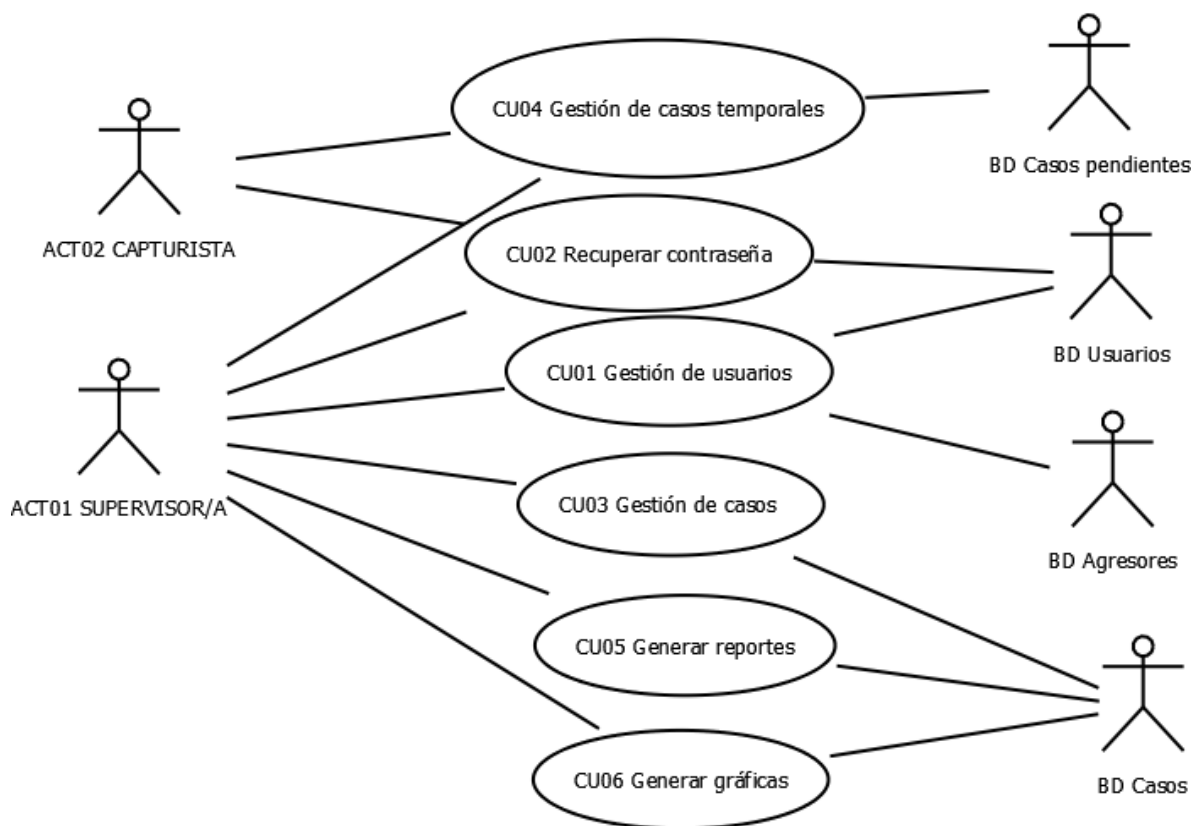 CU04 Gestión de casos temporales
BD Casos pendientes
ACT02 CAPTURISTA
CU02 Recuperar contraseña
BD Usuarios
CU01 Gestión de usuarios
ACT01 SUPERVISOR/A
CU03 Gestión de casos
BD Agresores
CU05 Generar reportes
CU06 Generar gráficas
BD Casos